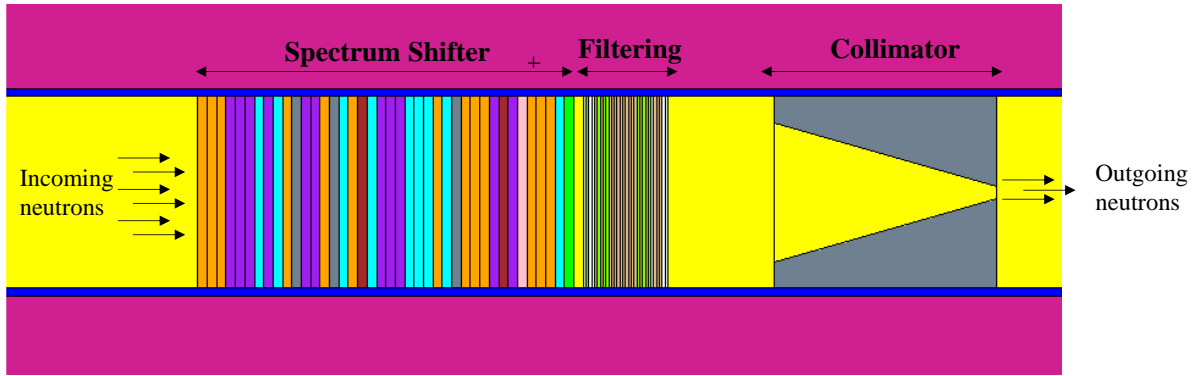 Spectrum Shifter
+
Filtering
Collimator
Incoming
neutrons
Outgoing
neutrons